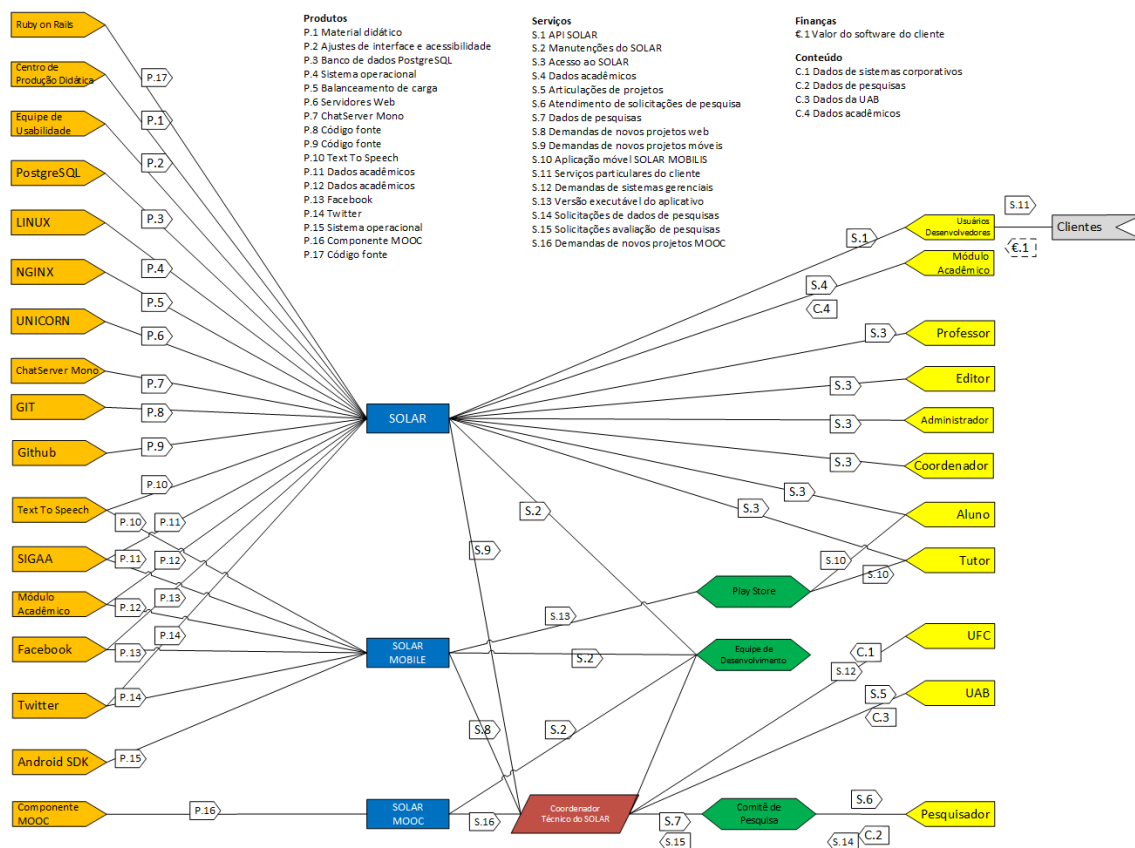 Produtos
P.1 Material didático
P.2 Ajustes de interface e acessibilidade
P.3 Banco de dados PostgreSQL
P.4 Sistema operacional
P.5 Balanceamento de carga
P.6 Servidores Web
P.7 ChatServer Mono
P.8 Código fonte
P.9 Código fonte
P.10 Text To Speech
P.11 Dados acadêmicos
P.12 Dados acadêmicos
P.13 Facebook
P.14 Twitter
P.15 Sistema operacional
P.16 Componente MOOC
P.17 Código fonte
Serviços
S.1 API SOLAR
S.2 Manutenções do SOLAR
S.3 Acesso ao SOLAR
S.4 Dados acadêmicos
S.5 Articulações de projetos
S.6 Atendimento de solicitações de pesquisa
S.7 Dados de pesquisas
S.8 Demandas de novos projetos web
S.9 Demandas de novos projetos móveis
S.10 Aplicação móvel SOLAR MOBILIS
S.11 Serviços particulares do cliente
S.12 Demandas de sistemas gerenciais
S.13 Versão executável do aplicativo
S.14 Solicitações de dados de pesquisas
S.15 Solicitações avaliação de pesquisas
S.16 Demandas de novos projetos MOOC
Finanças
€.1 Valor do software do cliente
Conteúdo
C.1 Dados de sistemas corporativos
C.2 Dados de pesquisas
C.3 Dados da UAB
C.4 Dados acadêmicos
Ruby on Rails
Centro de
Produção Didática
Equipe de
Usabilidade
PostgreSQL
LINUX
NGINX
UNICORN
ChatServer Mono
GIT
Github
Text To Speech
SIGAA
Módulo
Acadêmico
Facebook
Twitter
Android SDK
Componente
MOOC
P.17
P.1
P.2
P.3
P.4
P.5
P.6
P.7
P.8
P.9
P.10
P.10
P.11
P.11
P.12
P.12
P.13
P.13
P.14
P.14
P.15
P.16
SOLAR
SOLAR
MOBILE
SOLAR
MOOC
S.9
S.2
S.13
S.2
S.8
S.2
S.16
Coordenador
Técnico do SOLAR
Play Store
Equipe de
Desenvolvimento
Comitê de
Pesquisa
S.7
S.15
S.1
S.4
C.4
S.3
S.3
S.3
S.3
S.3
S.3
S.10
S.10
C.1
S.12
S.5
C.3
S.6
S.14
C.2
Usuários
Desenvolvedores
S.11
€.1
Clientes
Módulo
Acadêmico
Professor
Editor
Administrador
Coordenador
Aluno
Tutor
UFC
UAB
Pesquisador